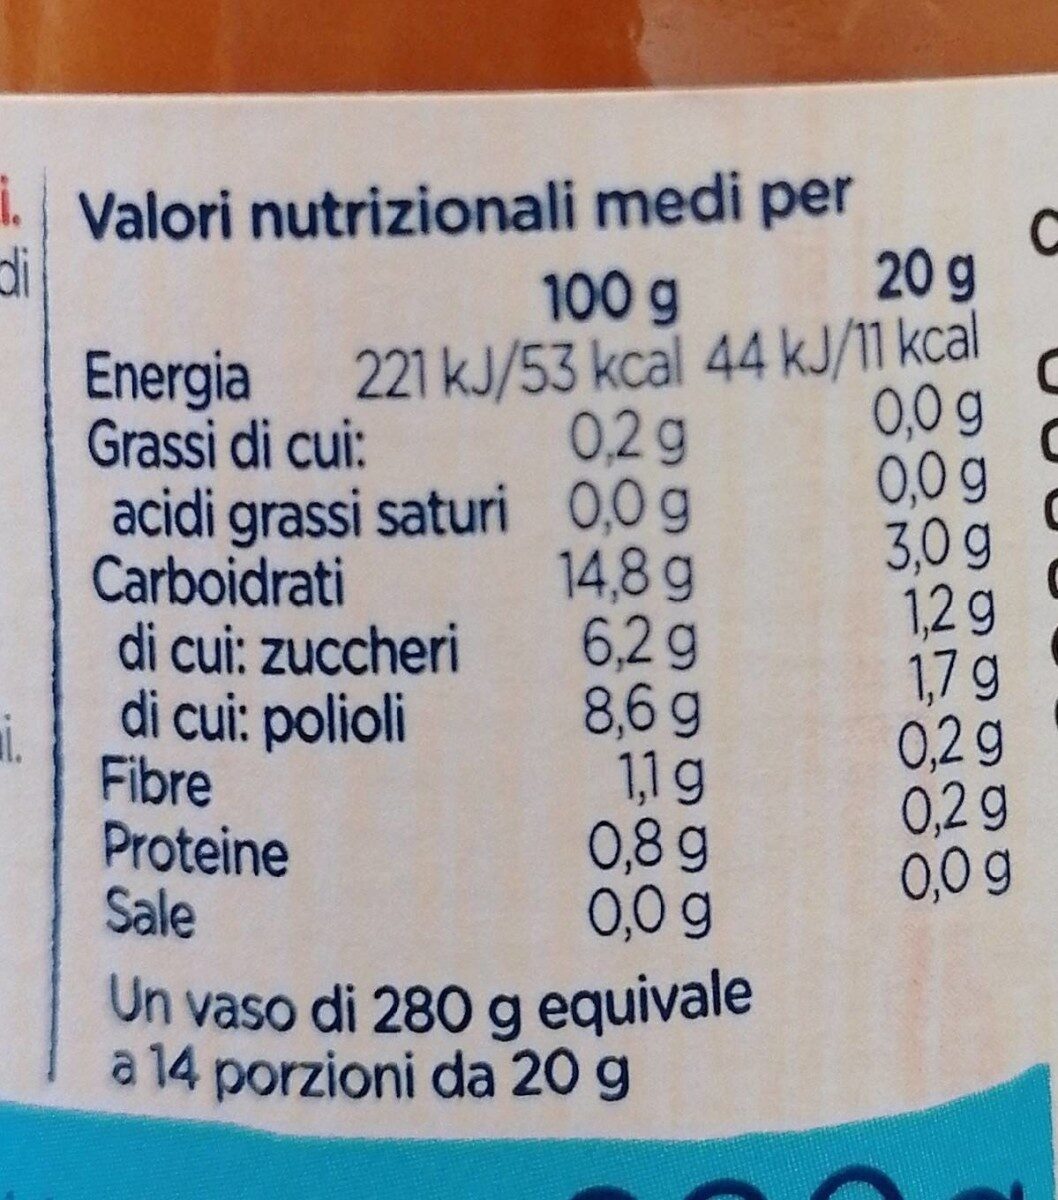 Valori nutrizionali medi per
100 g 20 g
Energia 221 kJ/53 kcal 44 kJ/11 kcal
Grassi di cui: 0,2 g 0,0 g
acidi grassi saturi 0,0 g 0,0 g
Carboidrati 14,8 g 3,0 g
di cui: zuccheri 6,2 g 1,2 g
di cui: polioli 8,6 g 1,7 g
Fibre 1,1 g 0,2 g
Proteine 0,8 g 0,2 g
Sale 0,0 g 0,0 g
Un vaso di 280 g equivale
a 14 porzioni da 20 g
di